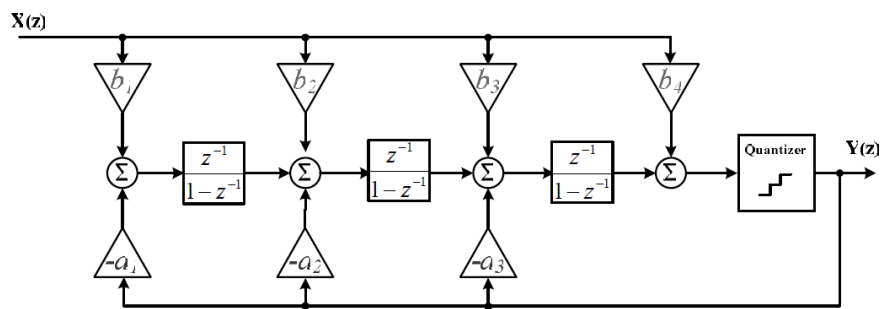 X(z)
b₁ b₂ b₃ b₄
Σ z⁻¹ Σ z⁻¹ Σ z⁻¹ Σ Quantizer Y(z)
1−z⁻¹ 1−z⁻¹ 1−z⁻¹
-a₁ -a₂ -a₃